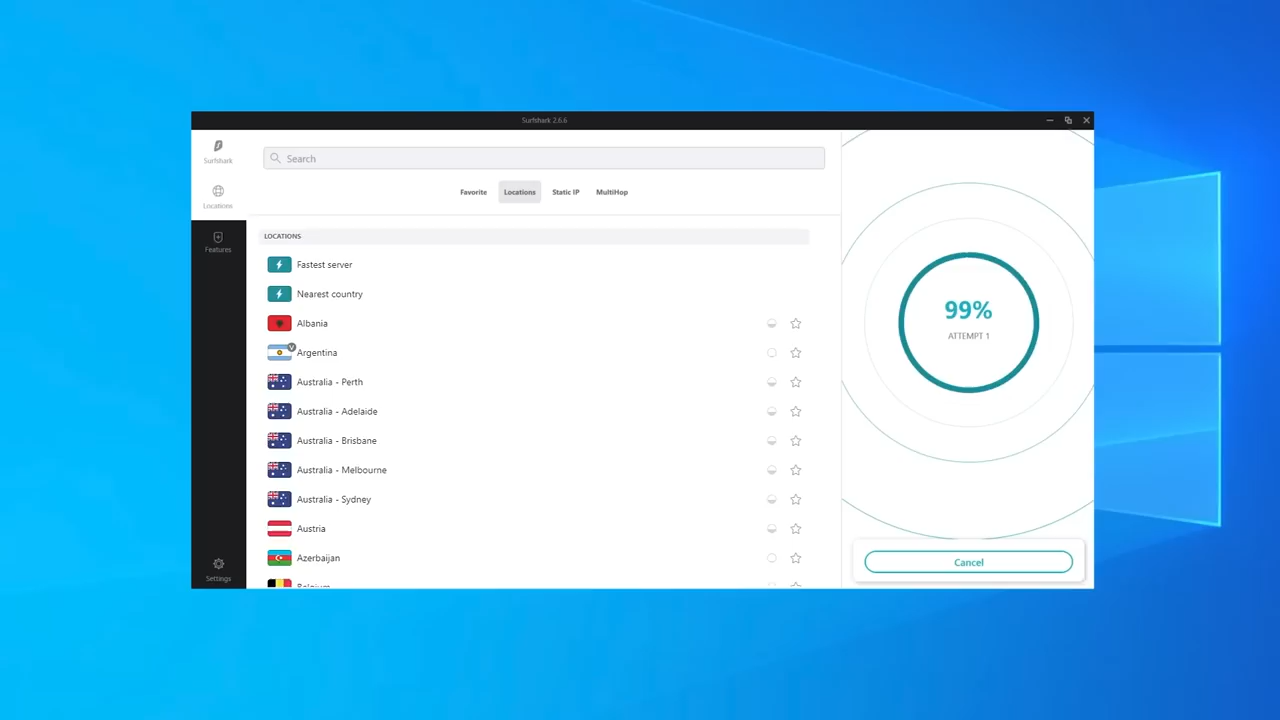 Surfshark 2.6.6
Surfshark
Locations
Features
Settings
Search
Favorite
Locations
Static IP
MultiHop
LOCATIONS
Fastest server
Nearest country
Albania
V
Argentina
Australia - Perth
Australia - Adelaide
Australia - Brisbane
Australia - Melbourne
Australia - Sydney
Austria
Azerbaijan
Belgium
99%
ATTEMPT 1
Cancel